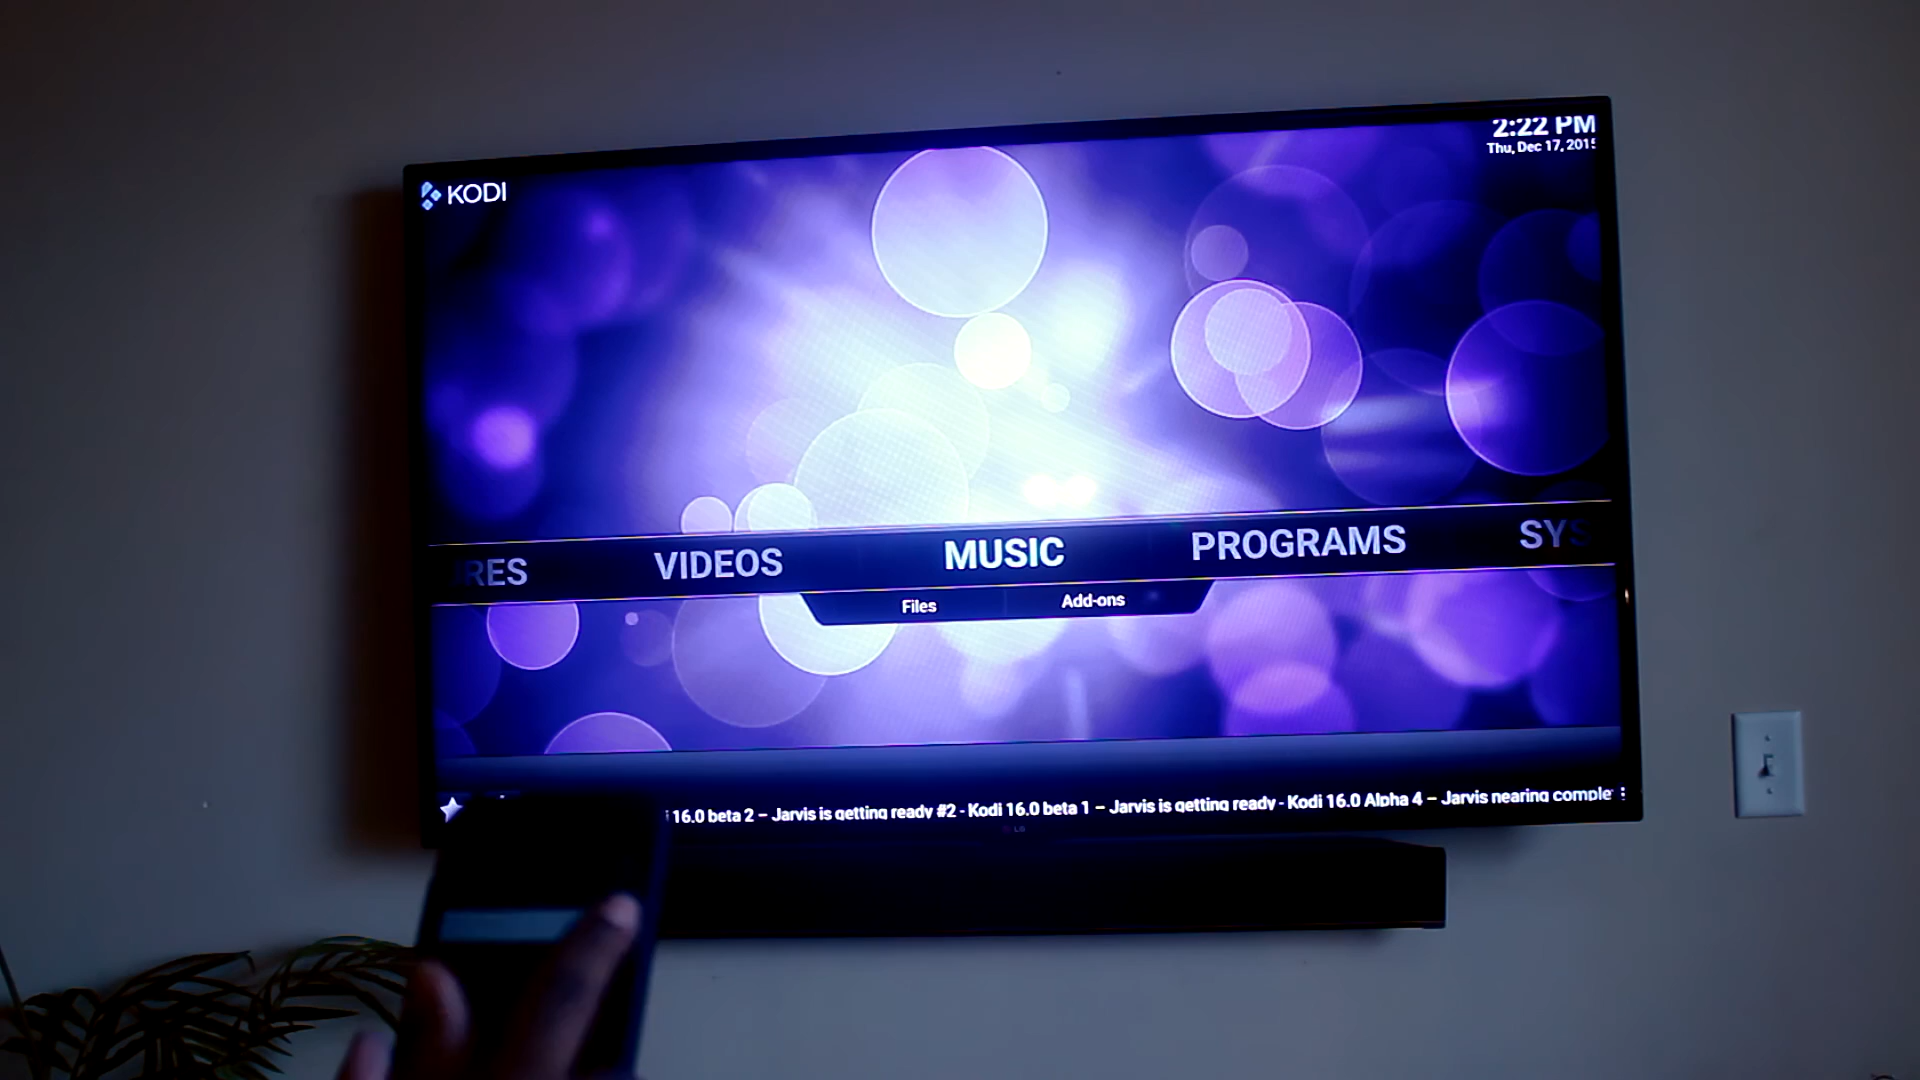 2:22 PM
Thu, Dec 17, 2015
KODI
RES VIDEOS MUSIC PROGRAMS SYS
Files Add-ons
16.0 beta 2 – Jarvis is getting ready #2 - Kodi 16.0 beta 1 – Jarvis is getting ready - Kodi 16.0 Alpha 4 – Jarvis nearing comple
LG